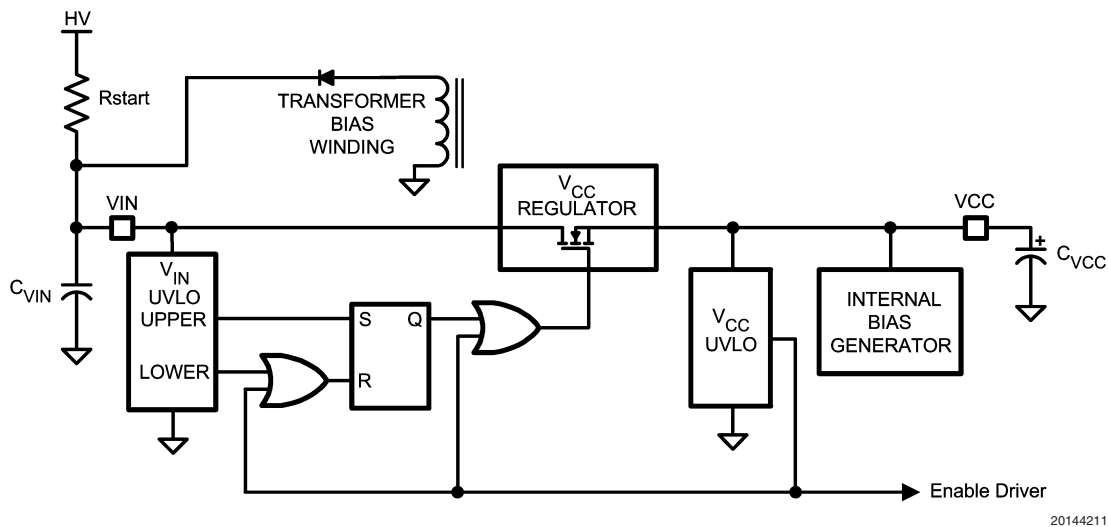 HV
Rstart
TRANSFORMER
BIAS
WINDING
VIN
VCC
REGULATOR
VCC
CVIN
VIN
UVLO
UPPER
LOWER
S
Q
R
VCC
UVLO
INTERNAL
BIAS
GENERATOR
CVCC
+
Enable Driver
20144211